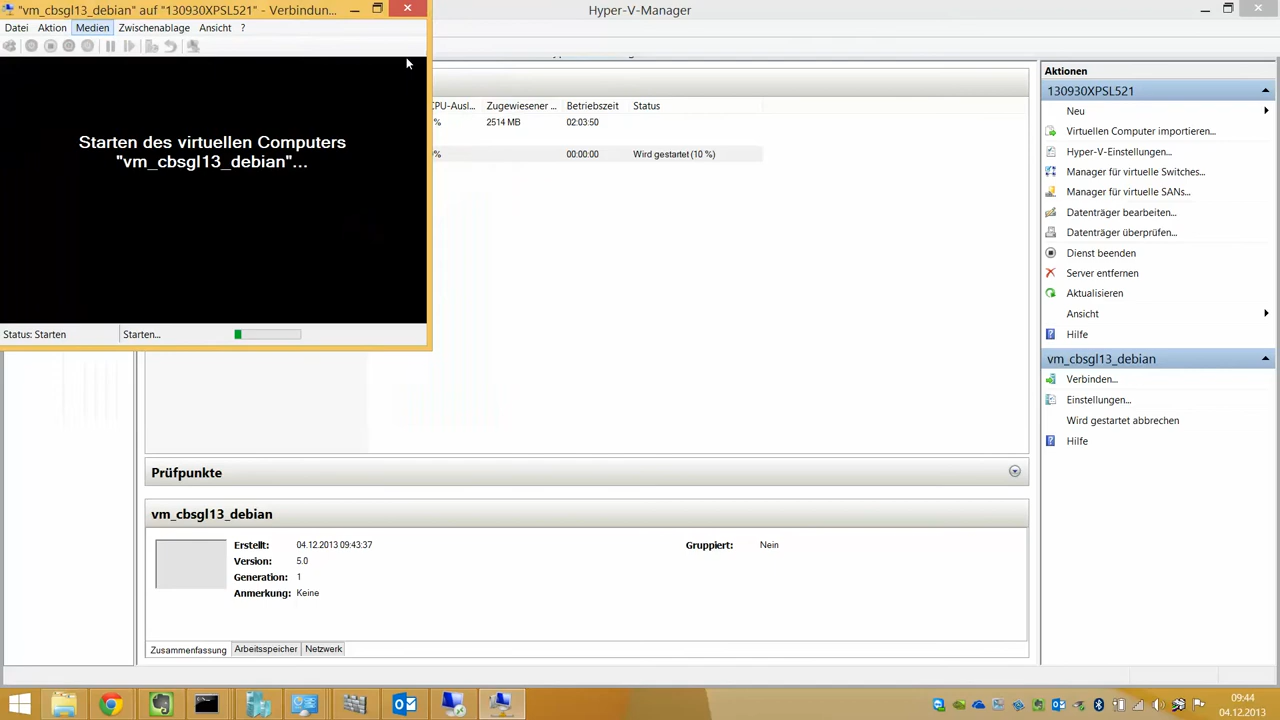 "vm_cbsgl13_debian" auf "130930XPSL521" - Verbindun...
Hyper-V-Manager
Datei Aktion Medien Zwischenablage Ansicht ?
Starten des virtuellen Computers
"vm_cbsgl13_debian"...
Status: Starten Starten...
CPU-Ausl... Zugewiesener ... Betriebszeit Status
% 2514 MB 02:03:50
% 00:00:00 Wird gestartet (10 %)
Prüfpunkte
vm_cbsgl13_debian
Erstellt: 04.12.2013 09:43:37 Gruppiert: Nein
Version: 5.0
Generation: 1
Anmerkung: Keine
Zusammenfassung Arbeitsspeicher Netzwerk
Aktionen
130930XPSL521
Neu
Virtuellen Computer importieren...
Hyper-V-Einstellungen...
Manager für virtuelle Switches...
Manager für virtuelle SANs...
Datenträger bearbeiten...
Datenträger überprüfen...
Dienst beenden
Server entfernen
Aktualisieren
Ansicht
Hilfe
vm_cbsgl13_debian
Verbinden...
Einstellungen...
Wird gestartet abbrechen
Hilfe
09:44
04.12.2013